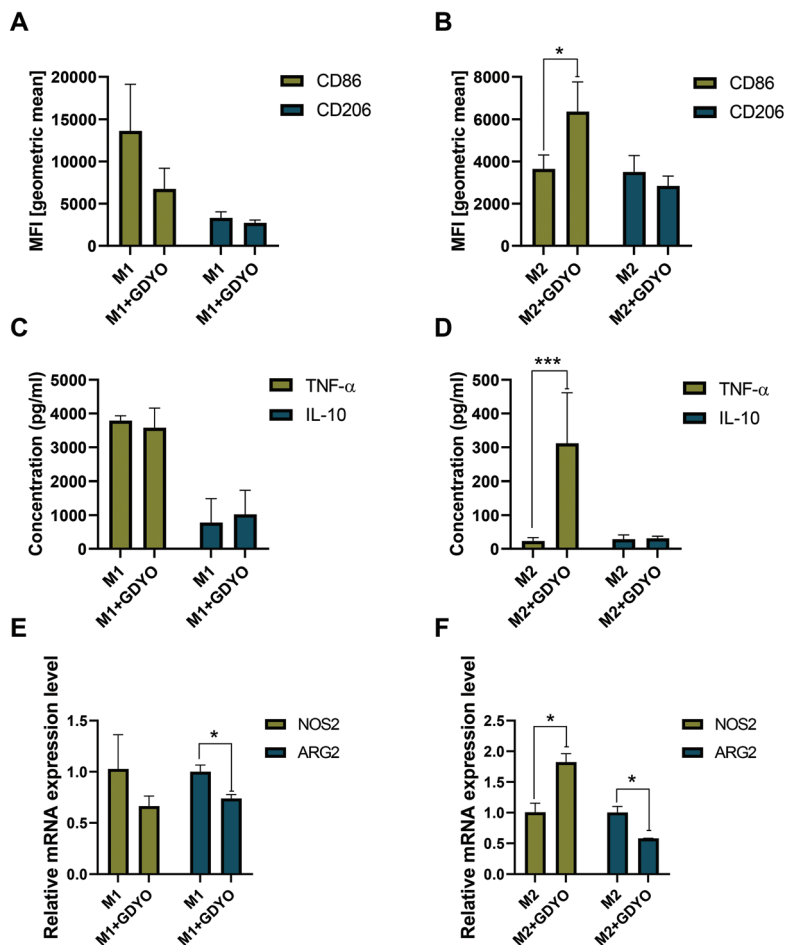 A
MFI [geometric mean]
20000
15000
10000
5000
0
M1
M1+GDYO
M1
M1+GDYO
CD86
CD206
B
MFI [geometric mean]
8000
6000
4000
2000
0
*
M2
M2+GDYO
M2
M2+GDYO
CD86
CD206
C
Concentration (pg/ml)
5000
4000
3000
2000
1000
0
M1
M1+GDYO
M1
M1+GDYO
TNF-α
IL-10
D
Concentration (pg/ml)
500
400
300
200
100
0
***
M2
M2+GDYO
M2
M2+GDYO
TNF-α
IL-10
E
Relative mRNA expression level
1.5
1.0
0.5
0.0
*
M1
M1+GDYO
M1
M1+GDYO
NOS2
ARG2
F
Relative mRNA expression level
2.5
2.0
1.5
1.0
0.5
0.0
*
*
M2
M2+GDYO
M2
M2+GDYO
NOS2
ARG2